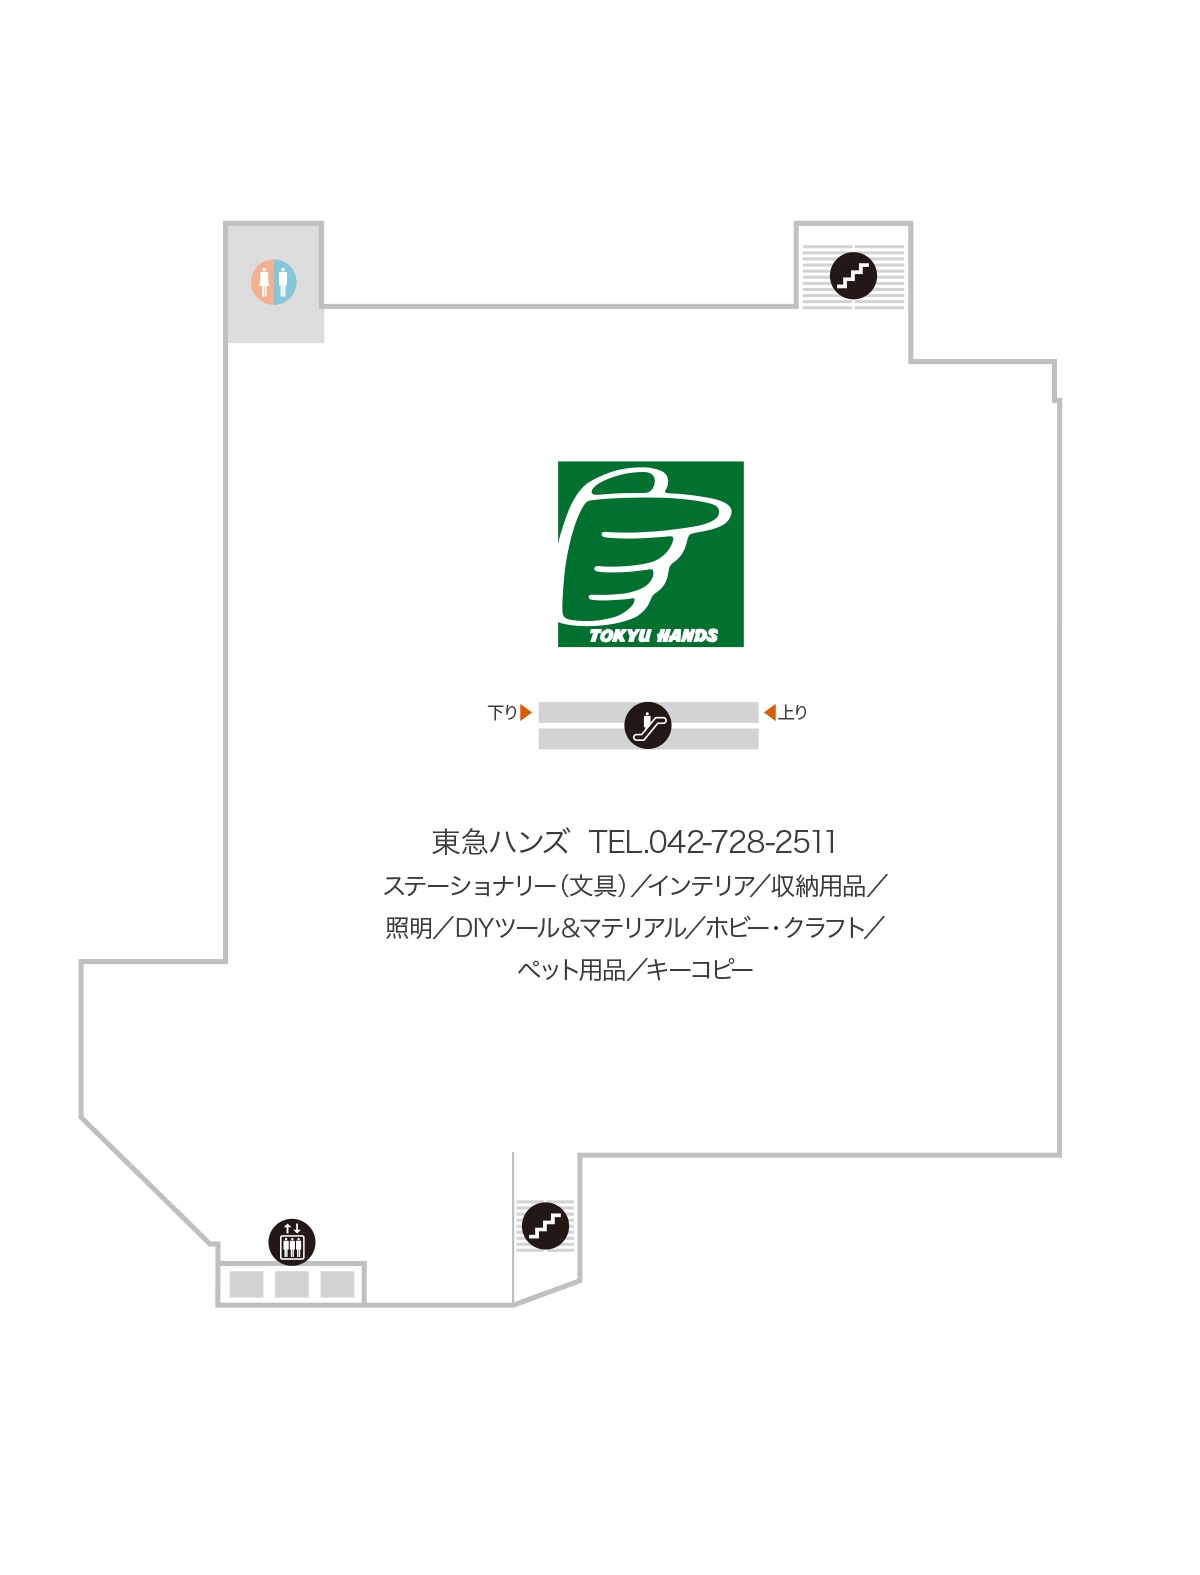 TOKYU HANDS
下り 上り
東急ハンズ TEL.042-728-2511
ステーショナリー（文具）／インテリア／収納用品／
照明／DIYツール＆マテリアル／ホビー・クラフト／
ペット用品／キーコピー